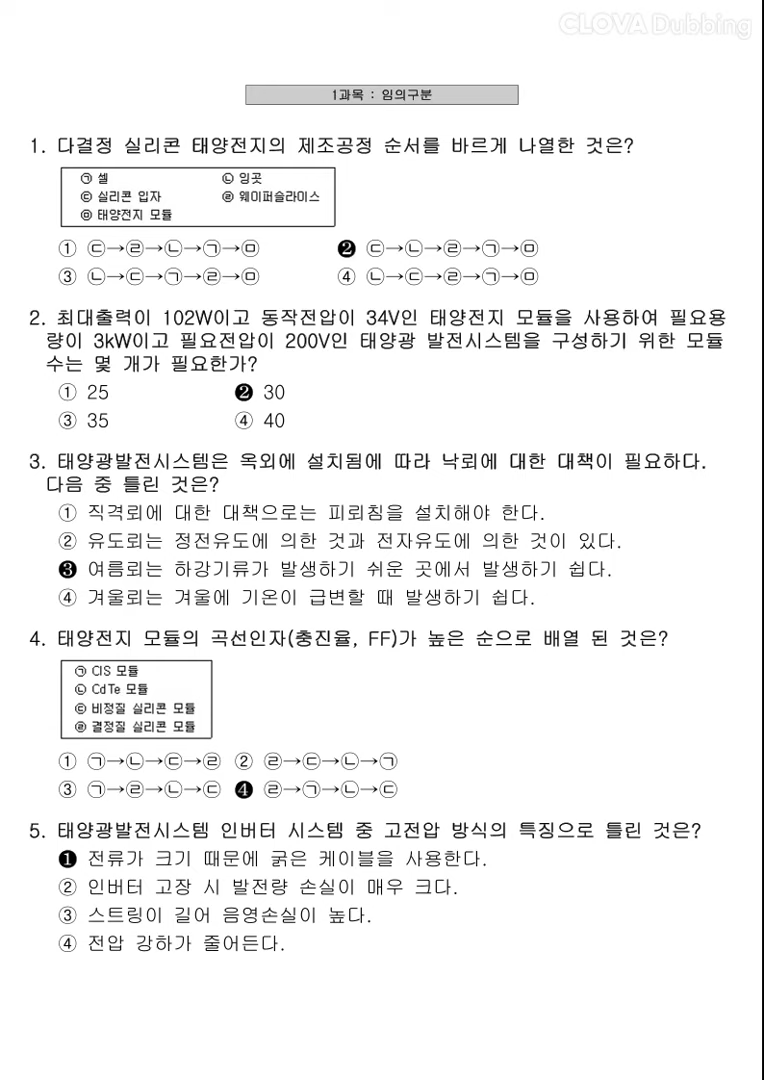 CLOVA Dubbing
1과목 : 임의구분
1. 다결정 실리콘 태양전지의 제조공정 순서를 바르게 나열한 것은?
㉠ 셀 ㉡ 잉곳
㉢ 실리콘 입자 ㉣ 웨이퍼슬라이스
㉤ 태양전지 모듈
① ㉢→㉣→㉡→㉠→㉤ ❷ ㉢→㉡→㉣→㉠→㉤
③ ㉡→㉢→㉠→㉣→㉤ ④ ㉡→㉢→㉣→㉠→㉤
2. 최대출력이 102W이고 동작전압이 34V인 태양전지 모듈을 사용하여 필요용
량이 3kW이고 필요전압이 200V인 태양광 발전시스템을 구성하기 위한 모듈
수는 몇 개가 필요한가?
① 25 ❷ 30
③ 35 ④ 40
3. 태양광발전시스템은 옥외에 설치됨에 따라 낙뢰에 대한 대책이 필요하다.
다음 중 틀린 것은?
① 직격뢰에 대한 대책으로는 피뢰침을 설치해야 한다.
② 유도뢰는 정전유도에 의한 것과 전자유도에 의한 것이 있다.
❸ 여름뢰는 하강기류가 발생하기 쉬운 곳에서 발생하기 쉽다.
④ 겨울뢰는 겨울에 기온이 급변할 때 발생하기 쉽다.
4. 태양전지 모듈의 곡선인자(충진율, FF)가 높은 순으로 배열 된 것은?
㉠ CIS 모듈
㉡ CdTe 모듈
㉢ 비정질 실리콘 모듈
㉣ 결정질 실리콘 모듈
① ㉠→㉡→㉢→㉣ ② ㉣→㉢→㉡→㉠
③ ㉠→㉣→㉡→㉢ ❹ ㉣→㉠→㉡→㉢
5. 태양광발전시스템 인버터 시스템 중 고전압 방식의 특징으로 틀린 것은?
❶ 전류가 크기 때문에 굵은 케이블을 사용한다.
② 인버터 고장 시 발전량 손실이 매우 크다.
③ 스트링이 길어 음영손실이 높다.
④ 전압 강하가 줄어든다.